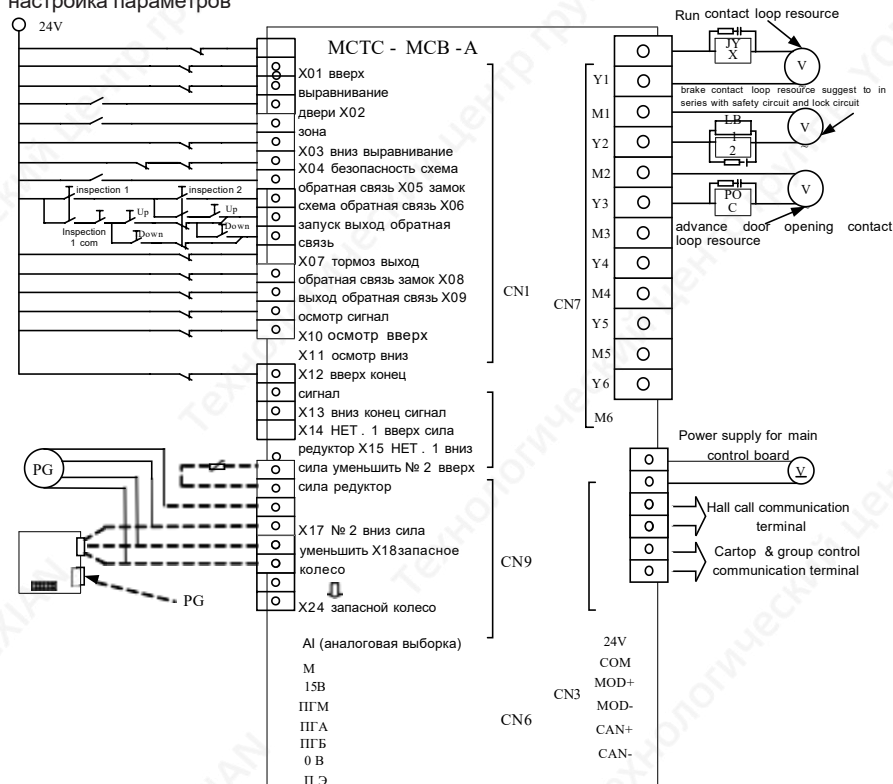 настройка параметров
24V
MCTC - MCB -A
X01 вверх
выравнивание
двери X02
зона
X03 вниз выравнивание
X04 безопасность схема
обратная связь X05 замок
схема обратная связь X06
запуск выход обратная
связь
X07 тормоз выход
обратная связь замок X08
выход обратная связь X09
осмотр сигнал
X10 осмотр вверх
X11 осмотр вниз
X12 вверх конец
сигнал
X13 вниз конец сигнал
X14 НЕТ . 1 вверх сила
редуктор X15 НЕТ . 1 вниз
сила уменьшить № 2 вверх
сила редуктор
X17 № 2 вниз сила
уменьшить X18запасное
колесо
X24 запасной колесо
AI (аналоговая выборка)
М
15В
ПГМ
ПГА
ПГБ
0 В
П Э
inspection 1
inspection 2
Up
Up
Inspection
1 com
Down
Down
PG
PG
CN1
CN9
CN6
CN7
Y1
M1
Y2
M2
Y3
M3
Y4
M4
Y5
M5
Y6
M6
CN3
24V
COM
MOD+
MOD-
CAN+
CAN-
Run contact loop resource
JY
X
V
brake contact loop resource suggest to in
series with safety circuit and lock circuit
LB
1
2
V
~
PO
C
V
advance door opening contact
loop resource
Power supply for main
control board
V
Hall call communication
terminal
Cartop & group control
communication terminal